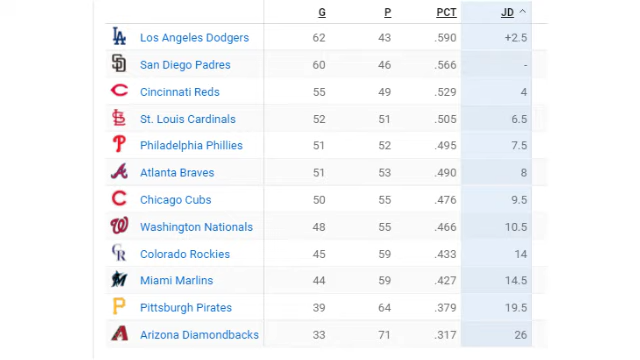 G P PCT JD
Los Angeles Dodgers 62 43 .590 +2.5
San Diego Padres 60 46 .566 -
Cincinnati Reds 55 49 .529 4
St. Louis Cardinals 52 51 .505 6.5
Philadelphia Phillies 51 52 .495 7.5
Atlanta Braves 51 53 .490 8
Chicago Cubs 50 55 .476 9.5
Washington Nationals 48 55 .466 10.5
Colorado Rockies 45 59 .433 14
Miami Marlins 44 59 .427 14.5
Pittsburgh Pirates 39 64 .379 19.5
Arizona Diamondbacks 33 71 .317 26